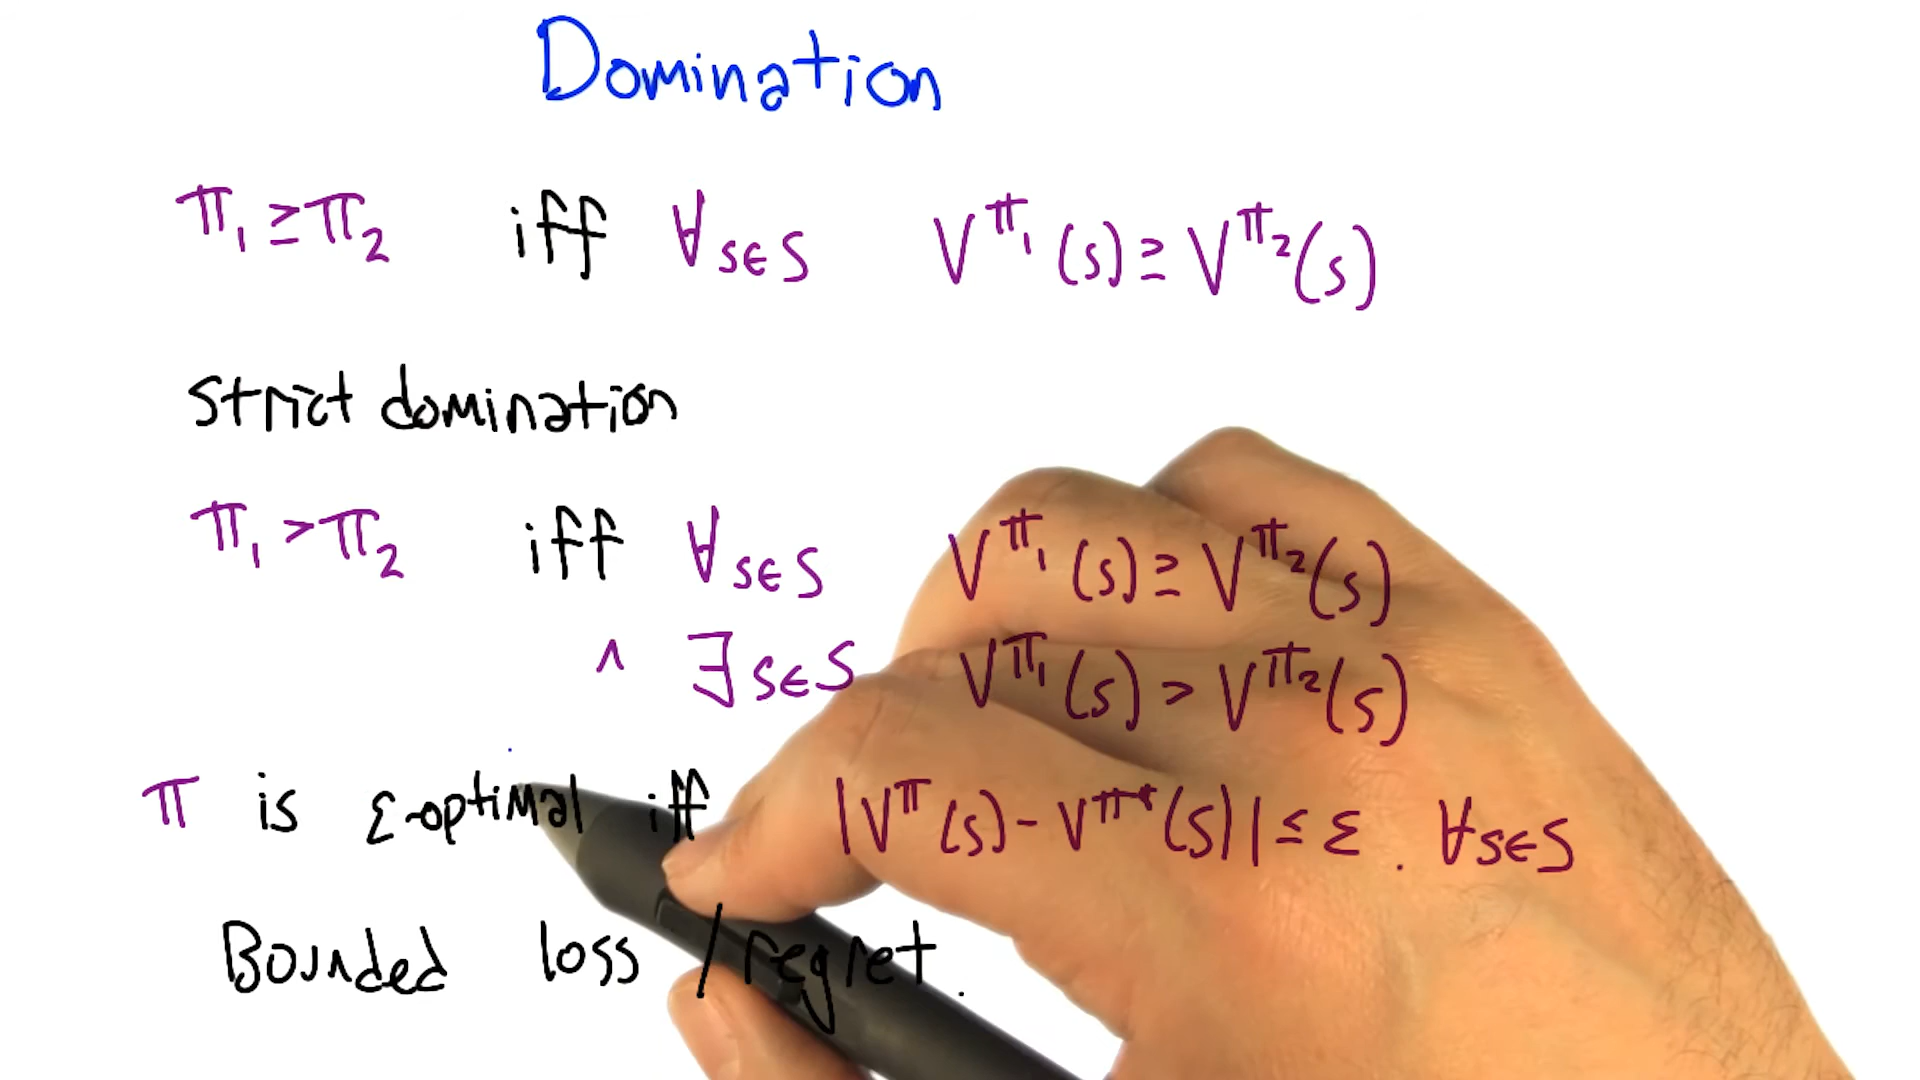 Domination
π₁ ≥ π₂ iff ∀s∈S V^π₁(s) ≥ V^π₂(s)
Strict domination
π₁ > π₂ iff ∀s∈S V^π₁(s) ≥ V^π₂(s)
∧ ∃s∈S V^π₁(s) > V^π₂(s)
π is ε-optimal iff |V^π(s) - V^π*(s)| ≤ ε . ∀s∈S
Bounded loss / regret.